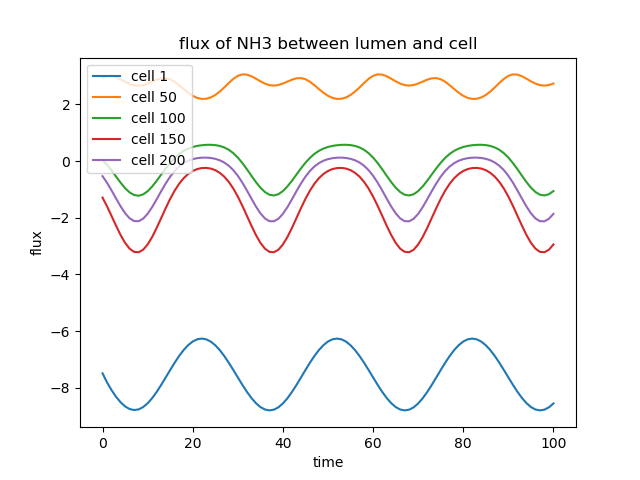 flux of NH3 between lumen and cell
cell 1
cell 50
cell 100
cell 150
cell 200
2
0
−2
−4
−6
−8
flux
0 20 40 60 80 100
time